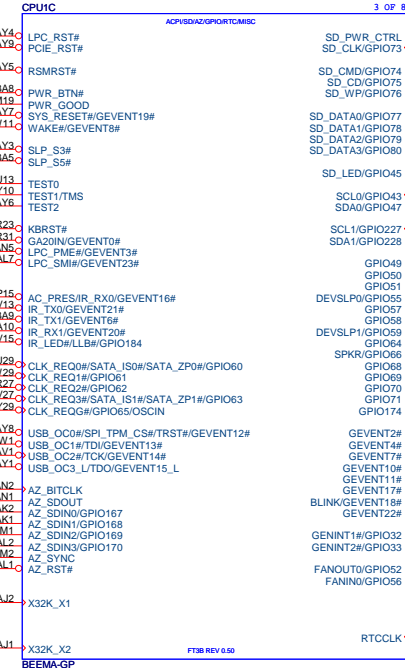 CPU1C
3 OF 8
ACPI/SD/AZ/GPIO/RTC/MISC
LPC_RST#
PCIE_RST#
RSMRST#
PWR_BTN#
PWR_GOOD
SYS_RESET#/GEVENT19#
WAKE#/GEVENT8#
SLP_S3#
SLP_S5#
TEST0
TEST1/TMS
TEST2
KBRST#
GA20IN/GEVENT0#
LPC_PME#/GEVENT3#
LPC_SMI#/GEVENT23#
AC_PRES/IR_RX0/GEVENT16#
IR_TX0/GEVENT21#
IR_TX1/GEVENT6#
IR_RX1/GEVENT20#
IR_LED#/LLB#/GPIO184
CLK_REQ0#/SATA_IS0#/SATA_ZP0#/GPIO60
CLK_REQ1#/GPIO61
CLK_REQ2#/GPIO62
CLK_REQ3#/SATA_IS1#/SATA_ZP1#/GPIO63
CLK_REQG#/GPIO65/OSCIN
USB_OC0#/SPI_TPM_CS#/TRST#/GEVENT12#
USB_OC1#/TDI/GEVENT13#
USB_OC2#/TCK/GEVENT14#
USB_OC3_L/TDO/GEVENT15_L
AZ_BITCLK
AZ_SDOUT
AZ_SDIN0/GPIO167
AZ_SDIN1/GPIO168
AZ_SDIN2/GPIO169
AZ_SDIN3/GPIO170
AZ_SYNC
AZ_RST#
X32K_X1
X32K_X2
SD_PWR_CTRL
SD_CLK/GPIO73
SD_CMD/GPIO74
SD_CD/GPIO75
SD_WP/GPIO76
SD_DATA0/GPIO77
SD_DATA1/GPIO78
SD_DATA2/GPIO79
SD_DATA3/GPIO80
SD_LED/GPIO45
SCL0/GPIO43
SDA0/GPIO47
SCL1/GPIO227
SDA1/GPIO228
GPIO49
GPIO50
GPIO51
DEVSLP0/GPIO55
GPIO57
GPIO58
DEVSLP1/GPIO59
GPIO64
SPKR/GPIO66
GPIO68
GPIO69
GPIO70
GPIO71
GPIO174
GEVENT2#
GEVENT4#
GEVENT7#
GEVENT10#
GEVENT11#
GEVENT17#
BLINK/GEVENT18#
GEVENT22#
GENINT1#/GPIO32
GENINT2#/GPIO33
FANOUT0/GPIO52
FANIN0/GPIO56
RTCCLK
FT3B REV 0.50
BEEMA-GP